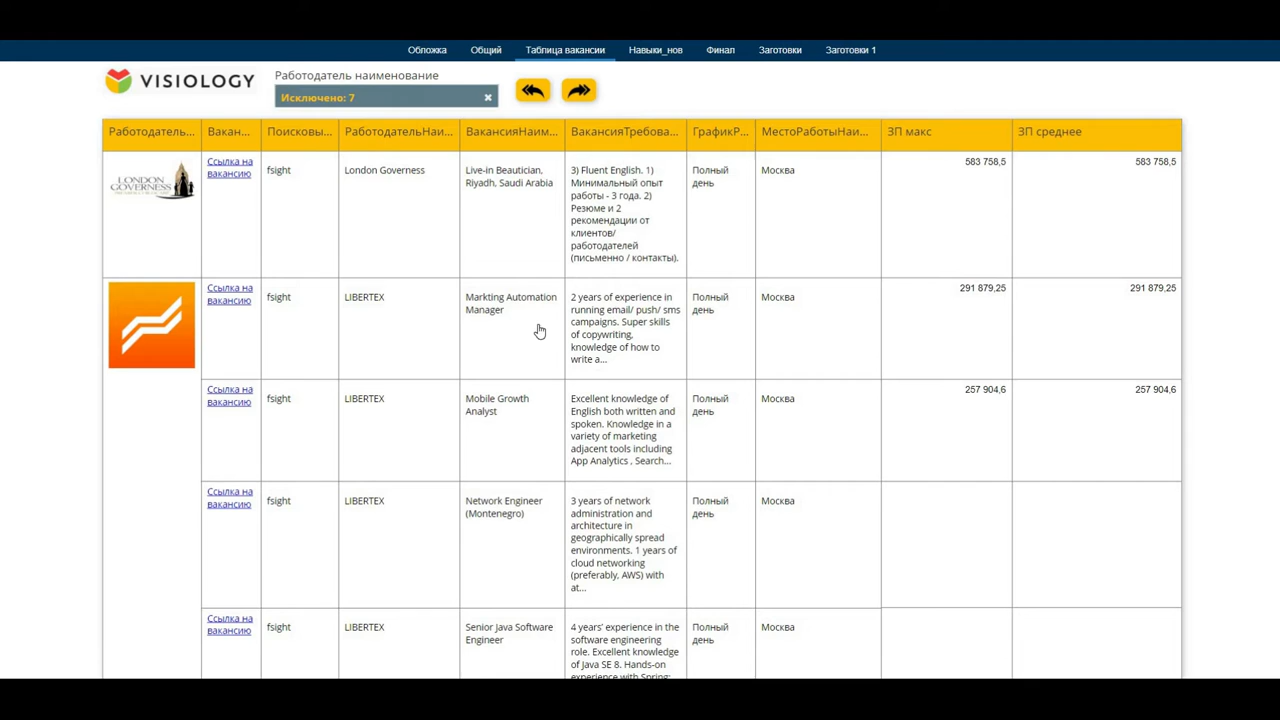 Обложка Общий Таблица вакансии Навыки_нов Финал Заготовки Заготовки 1
VISIOLOGY
Работодатель наименование
Исключено: 7
Работодатель... Вакан... Поисковы... РаботодательНаи... ВакансияНаим... ВакансияТребова... ГрафикР... МестоРаботыНаи... ЗП макс ЗП среднее
LONDON
GOVERNESS
Ссылка на
вакансию
fsight
London Governess
Live-in Beautician,
Riyadh, Saudi Arabia
3) Fluent English. 1)
Минимальный опыт
работы - 3 года. 2)
Резюме и 2
рекомендации от
клиентов/
работодателей
(письменно / контакты).
Полный
день
Москва
583 758,5
583 758,5
Ссылка на
вакансию
fsight
LIBERTEX
Markting Automation
Manager
2 years of experience in
running email/ push/ sms
campaigns. Super skills
of copywriting,
knowledge of how to
write a...
Полный
день
Москва
291 879,25
291 879,25
Ссылка на
вакансию
fsight
LIBERTEX
Mobile Growth
Analyst
Excellent knowledge of
English both written and
spoken. Knowledge in a
variety of marketing
adjacent tools including
App Analytics , Search...
Полный
день
Москва
257 904,6
257 904,6
Ссылка на
вакансию
fsight
LIBERTEX
Network Engineer
(Montenegro)
3 years of network
administration and
architecture in
geographically spread
environments. 1 years of
cloud networking
(preferably, AWS) with
at...
Полный
день
Москва
Ссылка на
вакансию
fsight
LIBERTEX
Senior Java Software
Engineer
4 years' experience in the
software engineering
role. Excellent knowledge
of Java SE 8. Hands-on
experience with Spring;
Полный
день
Москва